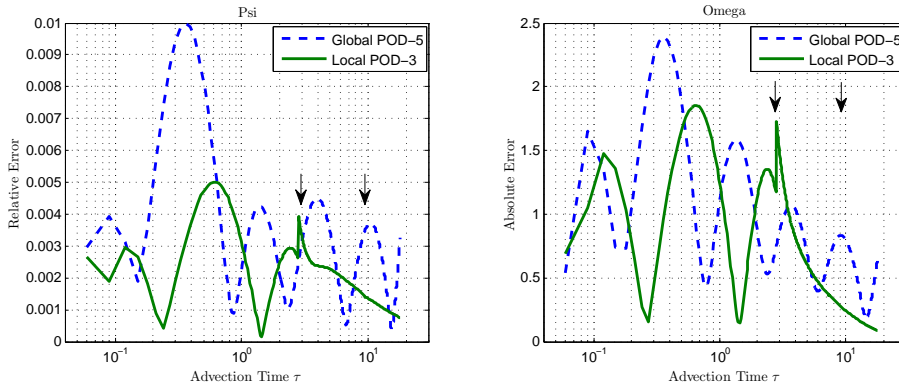 Psi
Relative Error
0.01
0.009
0.008
0.007
0.006
0.005
0.004
0.003
0.002
0.001
0
Global POD-5
Local POD-3
10^-1
10^0
10^1
Advection Time τ
Omega
Absolute Error
2.5
2
1.5
1
0.5
0
Global POD-5
Local POD-3
10^-1
10^0
10^1
Advection Time τ